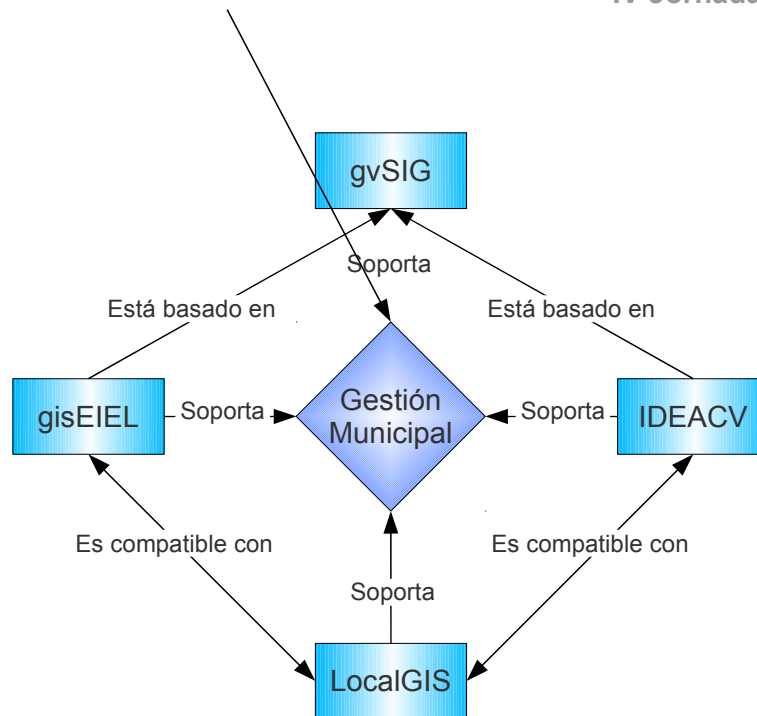 gvSIG
Soporta
Está basado en
Está basado en
gisEIEL
Soporta
Gestión
Municipal
Soporta
IDEACV
Es compatible con
Es compatible con
Soporta
LocalGIS